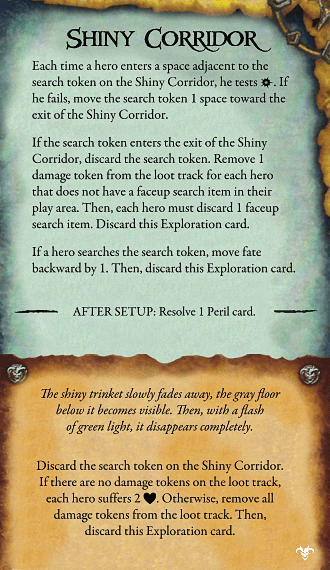 Shiny Corridor
Each time a hero enters a space adjacent to the
search token on the Shiny Corridor, he tests . If
he fails, move the search token 1 space toward the
exit of the Shiny Corridor.
If the search token enters the exit of the Shiny
Corridor, discard the search token. Remove 1
damage token from the loot track for each hero
that does not have a faceup search item in their
play area. Then, each hero must discard 1 faceup
search item. Discard this Exploration card.
If a hero searches the search token, move fate
backward by 1. Then, discard this Exploration card.
AFTER SETUP: Resolve 1 Peril card.
The shiny trinket slowly fades away, the gray floor
below it becomes visible. Then, with a flash
of green light, it disappears completely.
Discard the search token on the Shiny Corridor.
If there are no damage tokens on the loot track,
each hero suffers 2 ♥. Otherwise, remove all
damage tokens from the loot track. Then,
discard this Exploration card.